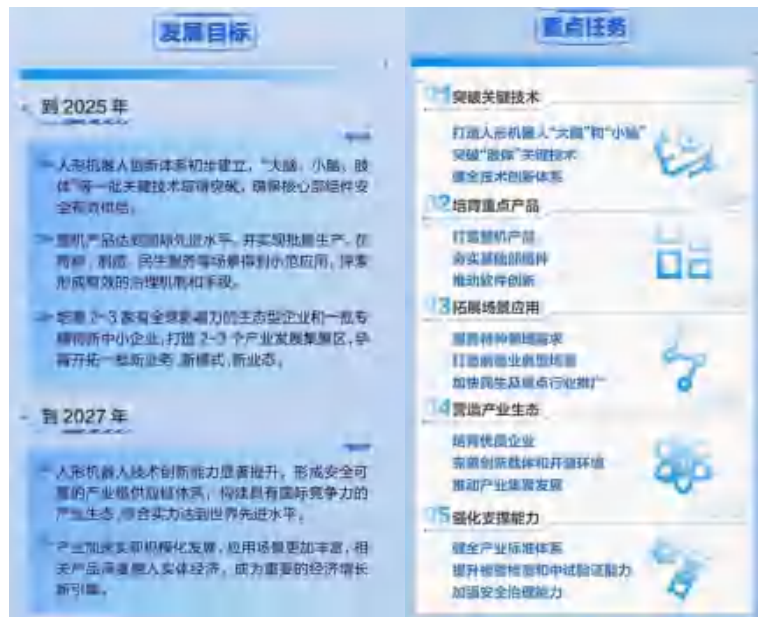 发展目标
到 2025 年
人形机器人创新体系初步建立，“大脑、小脑、肢
体”等一批关键技术取得突破，确保核心部组件安
全有效供给。
整机产品达到国际先进水平，并实现批量生产，在
特种、制造、民生服务等场景得到示范应用，探索
形成有效的治理机制和手段。
培育 2-3 家有全球影响力的生态型企业和一批专
精特新中小企业，打造 2-3 个产业发展集聚区，孕
育开拓一批新业务、新模式、新业态。
到 2027 年
人形机器人技术创新能力显著提升，形成安全可
靠的产业链供应链体系，构建具有国际竞争力的
产业生态，综合实力达到世界先进水平。
产业加速实现规模化发展，应用场景更加丰富，相
关产品深度融入实体经济，成为重要的经济增长
新引擎。
重点任务
01 突破关键技术
打造人形机器人“大脑”和“小脑”
突破“肢体”关键技术
健全技术创新体系
02 培育重点产品
打造整机产品
夯实基础部组件
推动软件创新
03 拓展场景应用
服务特种领域需求
打造制造业典型场景
加快民生及重点行业推广
04 营造产业生态
培育优质企业
完善创新载体和开源环境
推动产业集聚发展
05 强化支撑能力
健全产业标准体系
提升检验检测和中试验证能力
加强安全治理能力